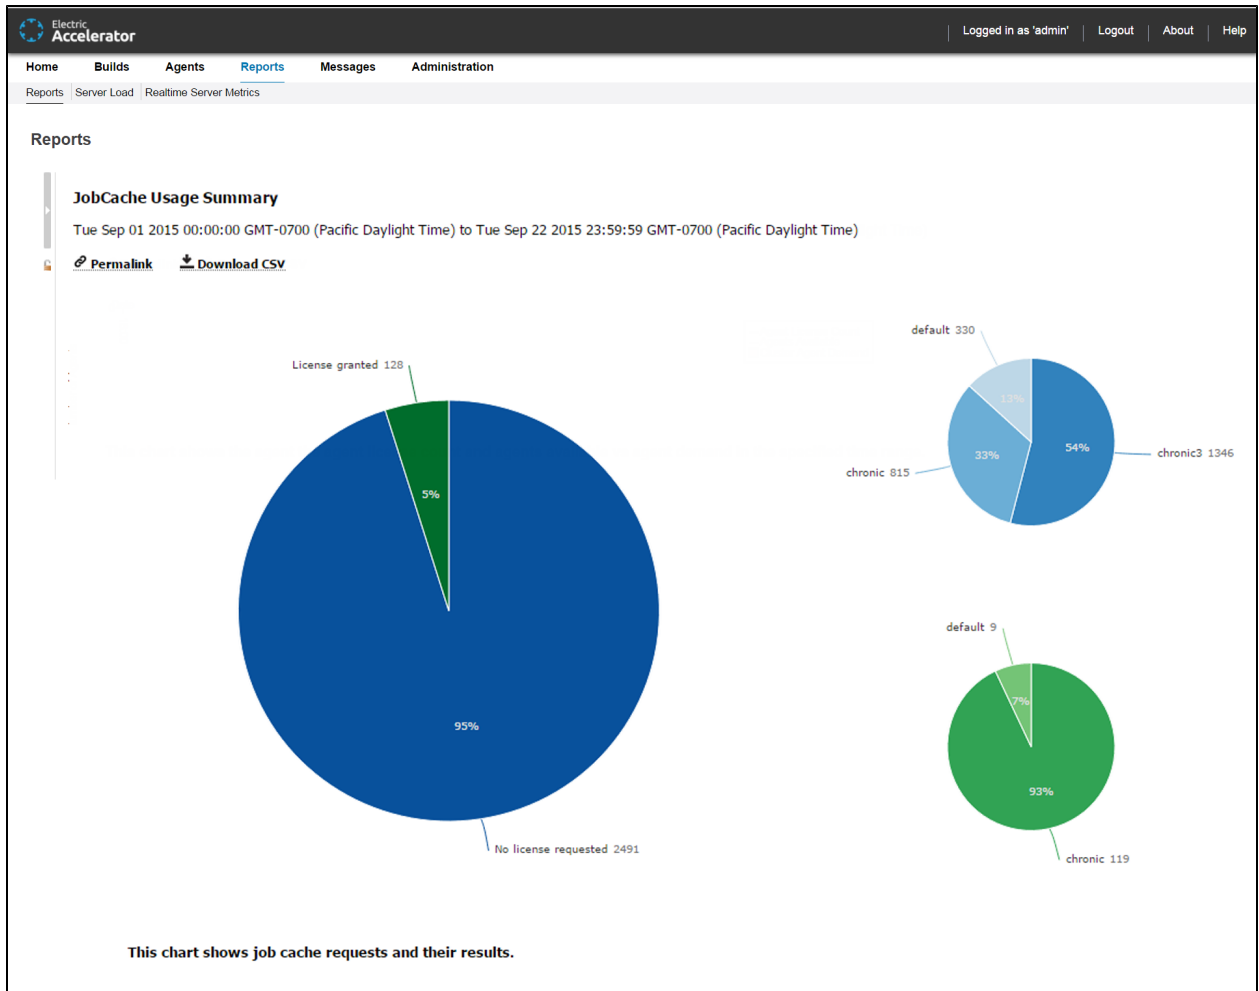 Electric
Accelerator
Logged in as 'admin' Logout About Help
Home Builds Agents Reports Messages Administration
Reports Server Load Realtime Server Metrics
Reports
JobCache Usage Summary
Tue Sep 01 2015 00:00:00 GMT-0700 (Pacific Daylight Time) to Tue Sep 22 2015 23:59:59 GMT-0700 (Pacific Daylight Time)
Permalink Download CSV
License granted 128
5%
95%
No license requested 2491
default 330
13%
54%
33%
chronic3 1346
chronic 815
default 9
7%
93%
chronic 119
This chart shows job cache requests and their results.